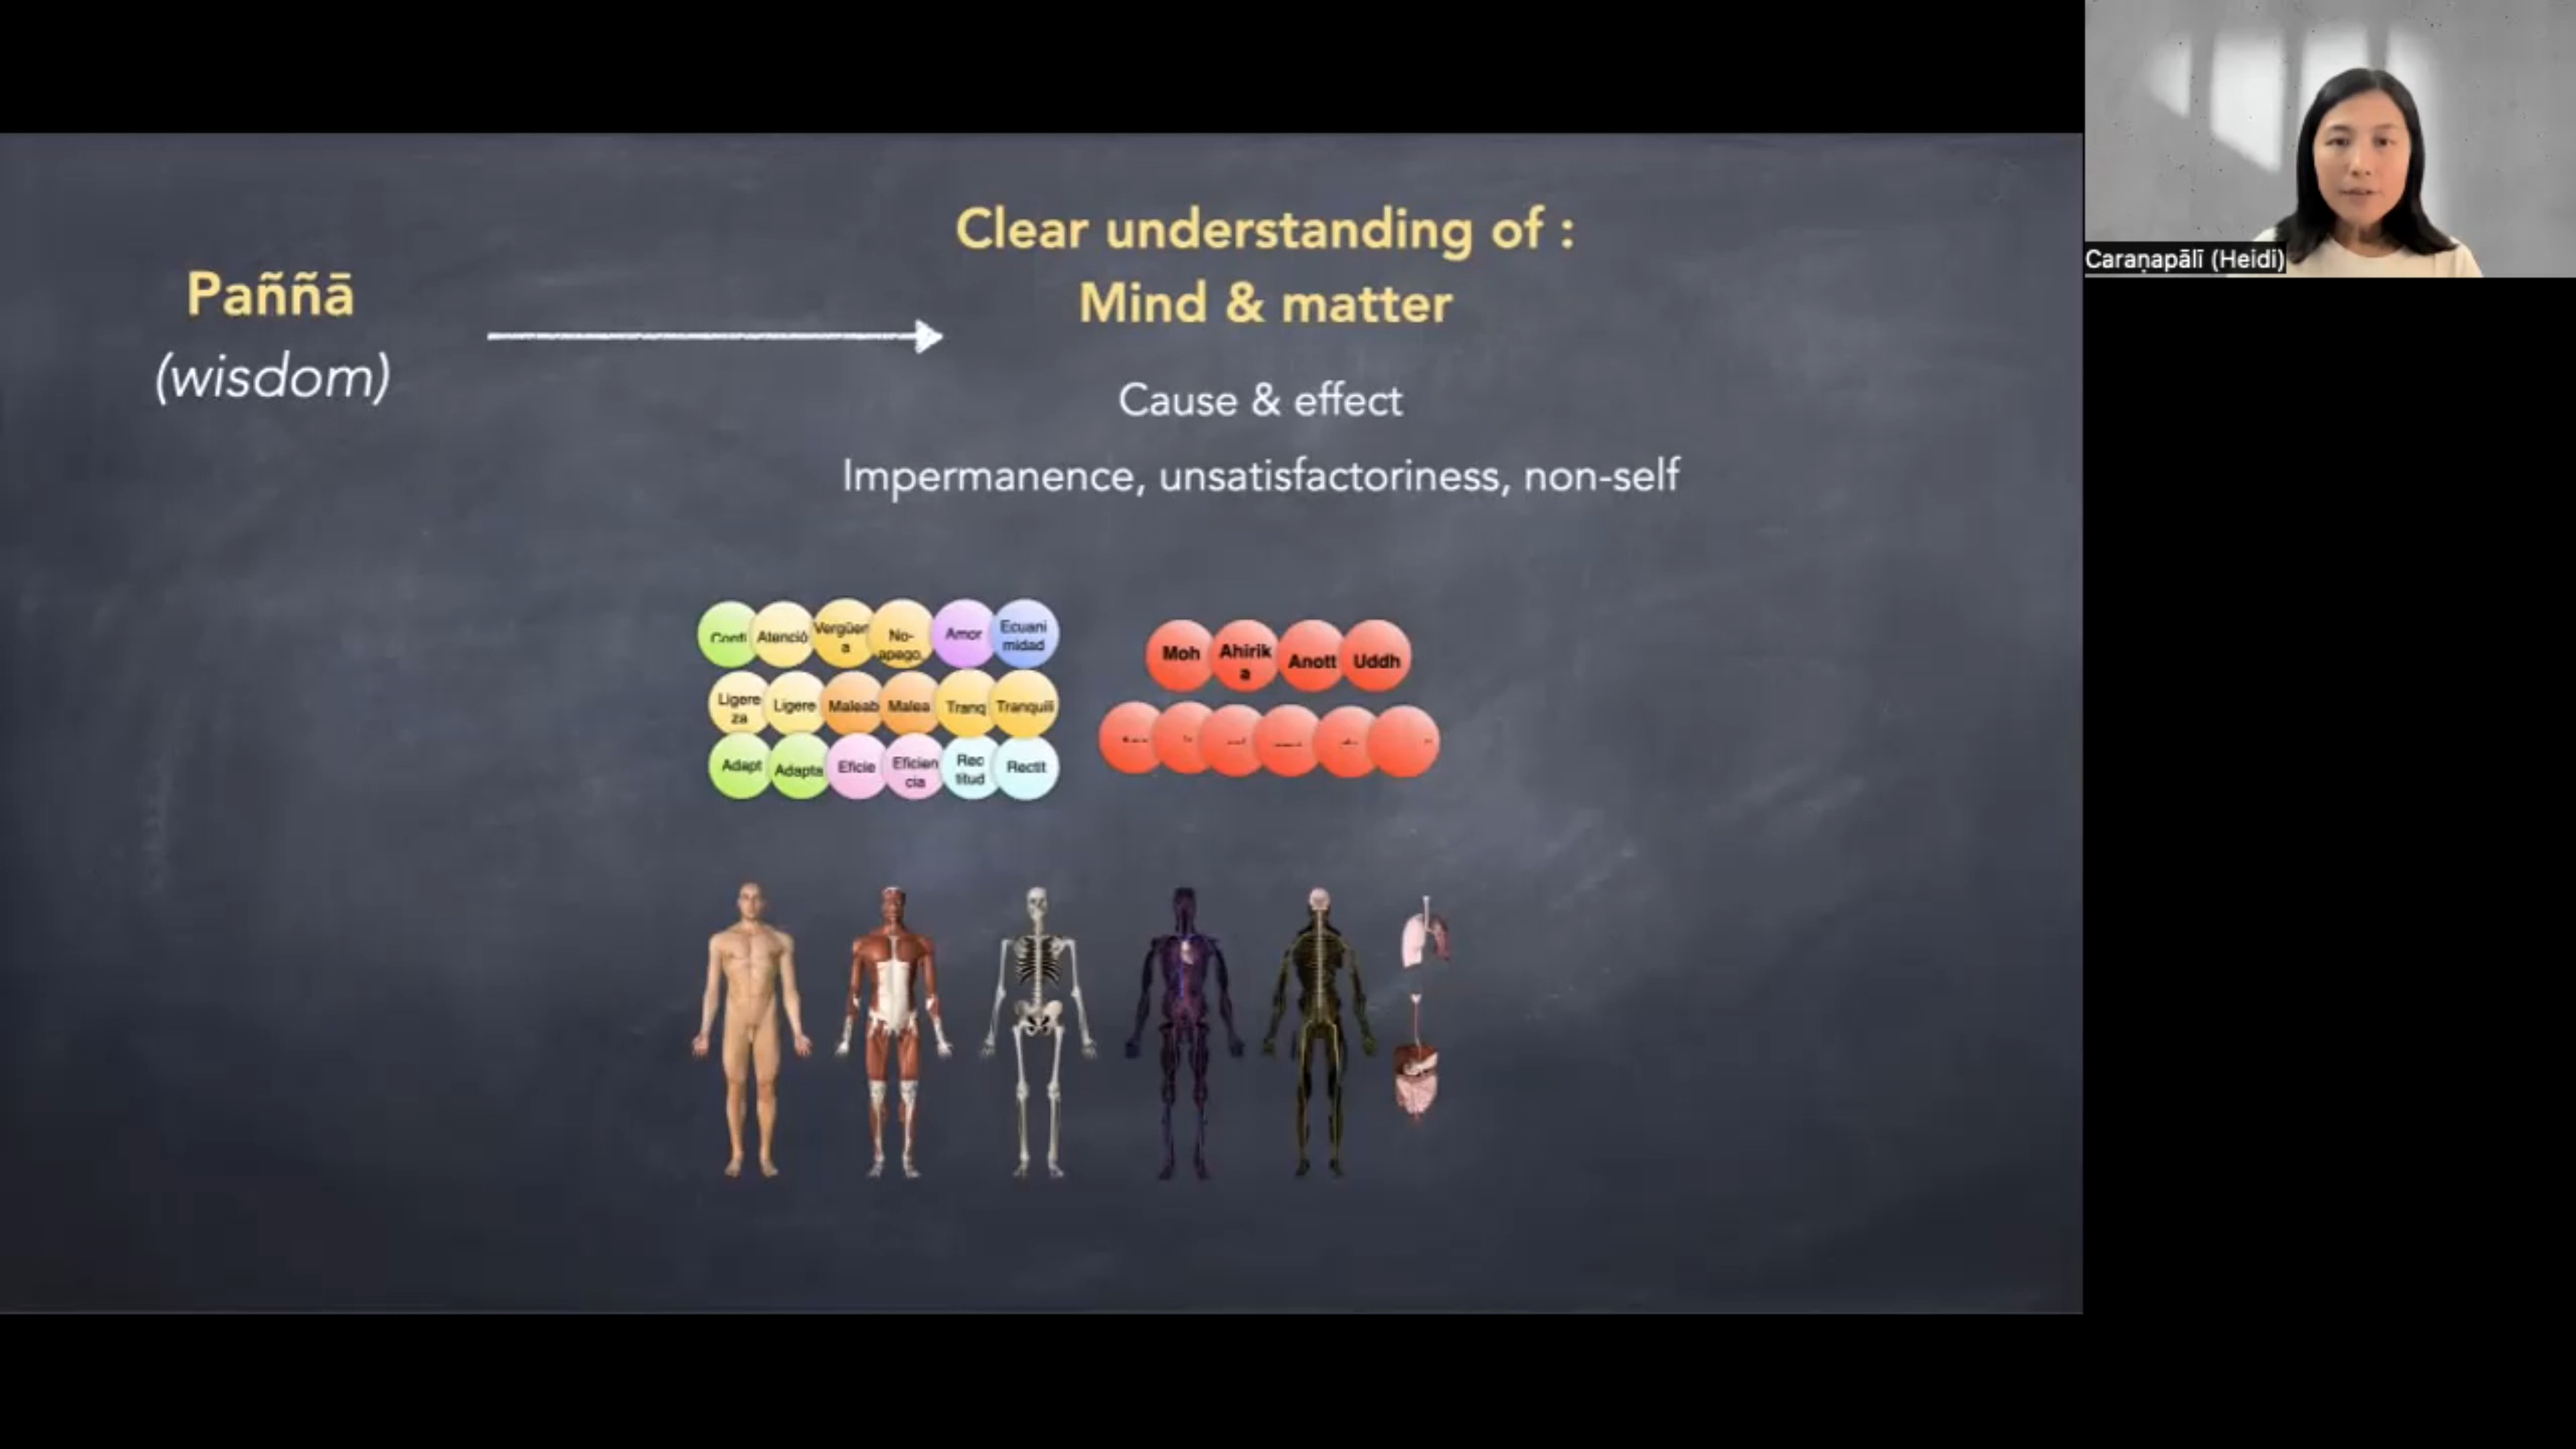 Clear understanding of :
Paññā
Mind & matter
(wisdom)
Cause & effect
Impermanence, unsatisfactoriness, non-self
Caraṇapālī (Heidi)
Confi
Atenció
Vergüen
a
No-
apego
Amor
Ecuani
midad
Moh
Ahirik
a
Anott
Uddh
Ligere
za
Ligere
Maleab
Malea
Tranq
Tranquili
Adapt
Adapta
Eficie
Eficien
cia
Rec
titud
Rectit